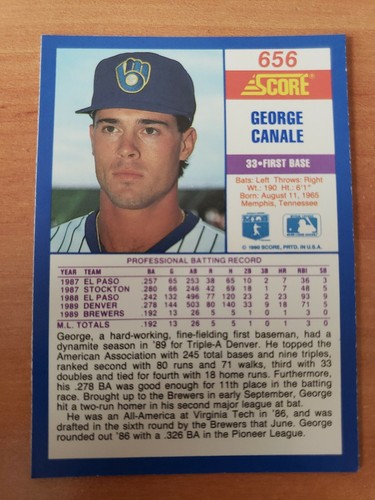 656
SCORE®
GEORGE
CANALE
33•FIRST BASE
Bats: Left Throws: Right
Wt.: 190 Ht.: 6'1"
Born: August 11, 1965
Memphis, Tennessee
© 1990 SCORE, PRTD. IN U.S.A.
PROFESSIONAL BATTING RECORD
YEAR TEAM BA G AB R H 2B 3B HR RBI SB
1987 EL PASO .257 65 253 38 65 10 2 7 36 3
1987 STOCKTON .280 66 246 42 69 18 1 7 48 5
1988 EL PASO .242 132 496 77 120 23 2 23 93 9
1989 DENVER .278 144 503 80 140 33 9 18 71 5
1989 BREWERS .192 13 26 5 5 1 0 1 3 0
M.L. TOTALS .192 13 26 5 5 1 0 1 3 0
George, a hard-working, fine-fielding first baseman, had a
dynamite season in '89 for Triple-A Denver. He topped the
American Association with 245 total bases and nine triples,
ranked second with 80 runs and 71 walks, third with 33
doubles and tied for fourth with 18 home runs. Furthermore,
his .278 BA was good enough for 11th place in the batting
race. Brought up to the Brewers in early September, George
hit a two-run homer in his second major league at bat.
He was an All-America at Virginia Tech in '86, and was
drafted in the sixth round by the Brewers that June. George
rounded out '86 with a .326 BA in the Pioneer League.